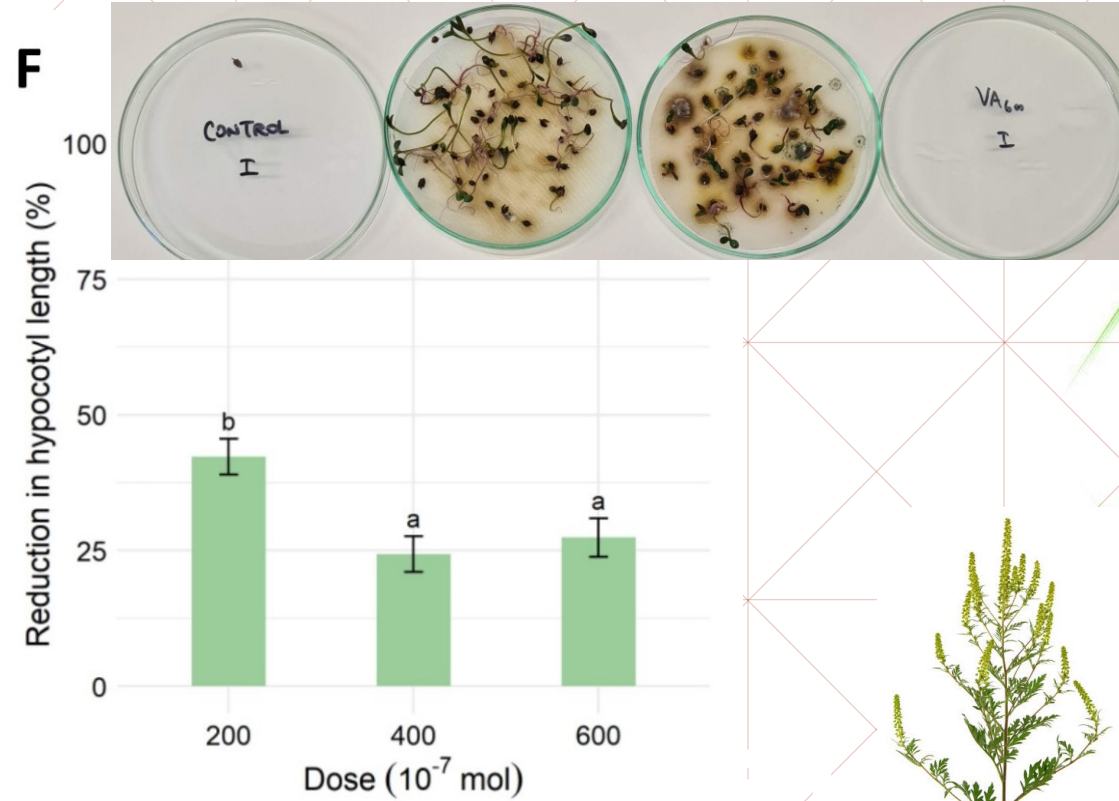 F
CONTROL
I
VA600
I
Reduction in hypocotyl length (%)
100
75
50
25
0
b
a
a
200 400 600
Dose (10⁻⁷ mol)